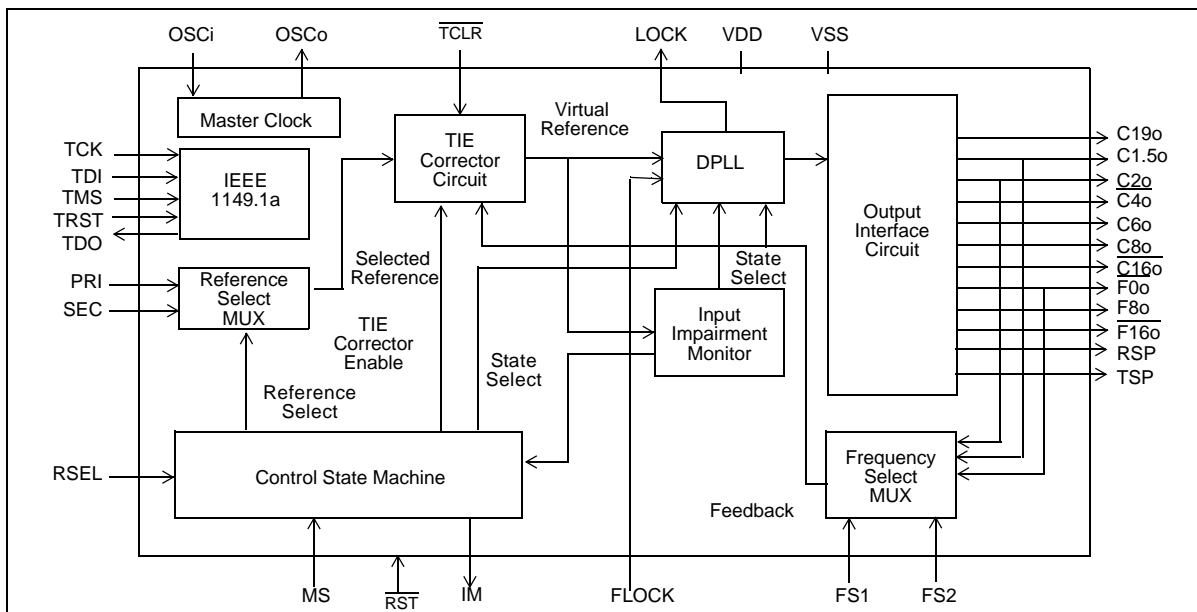 OSCi
OSCo
TCLR
LOCK
VDD
VSS
Master Clock
TCK
TDI
TMS
TRST
TDO
IEEE
1149.1a
PRI
SEC
Reference
Select
MUX
TIE
Corrector
Circuit
Virtual
Reference
DPLL
Output
Interface
Circuit
C19o
C1.5o
C2o
C4o
C6o
C8o
C16o
F0o
F8o
F16o
RSP
TSP
Selected
Reference
State
Select
Input
Impairment
Monitor
TIE
Corrector
Enable
State
Select
Reference
Select
RSEL
Control State Machine
Frequency
Select
MUX
Feedback
MS
RST
IM
FLOCK
FS1
FS2